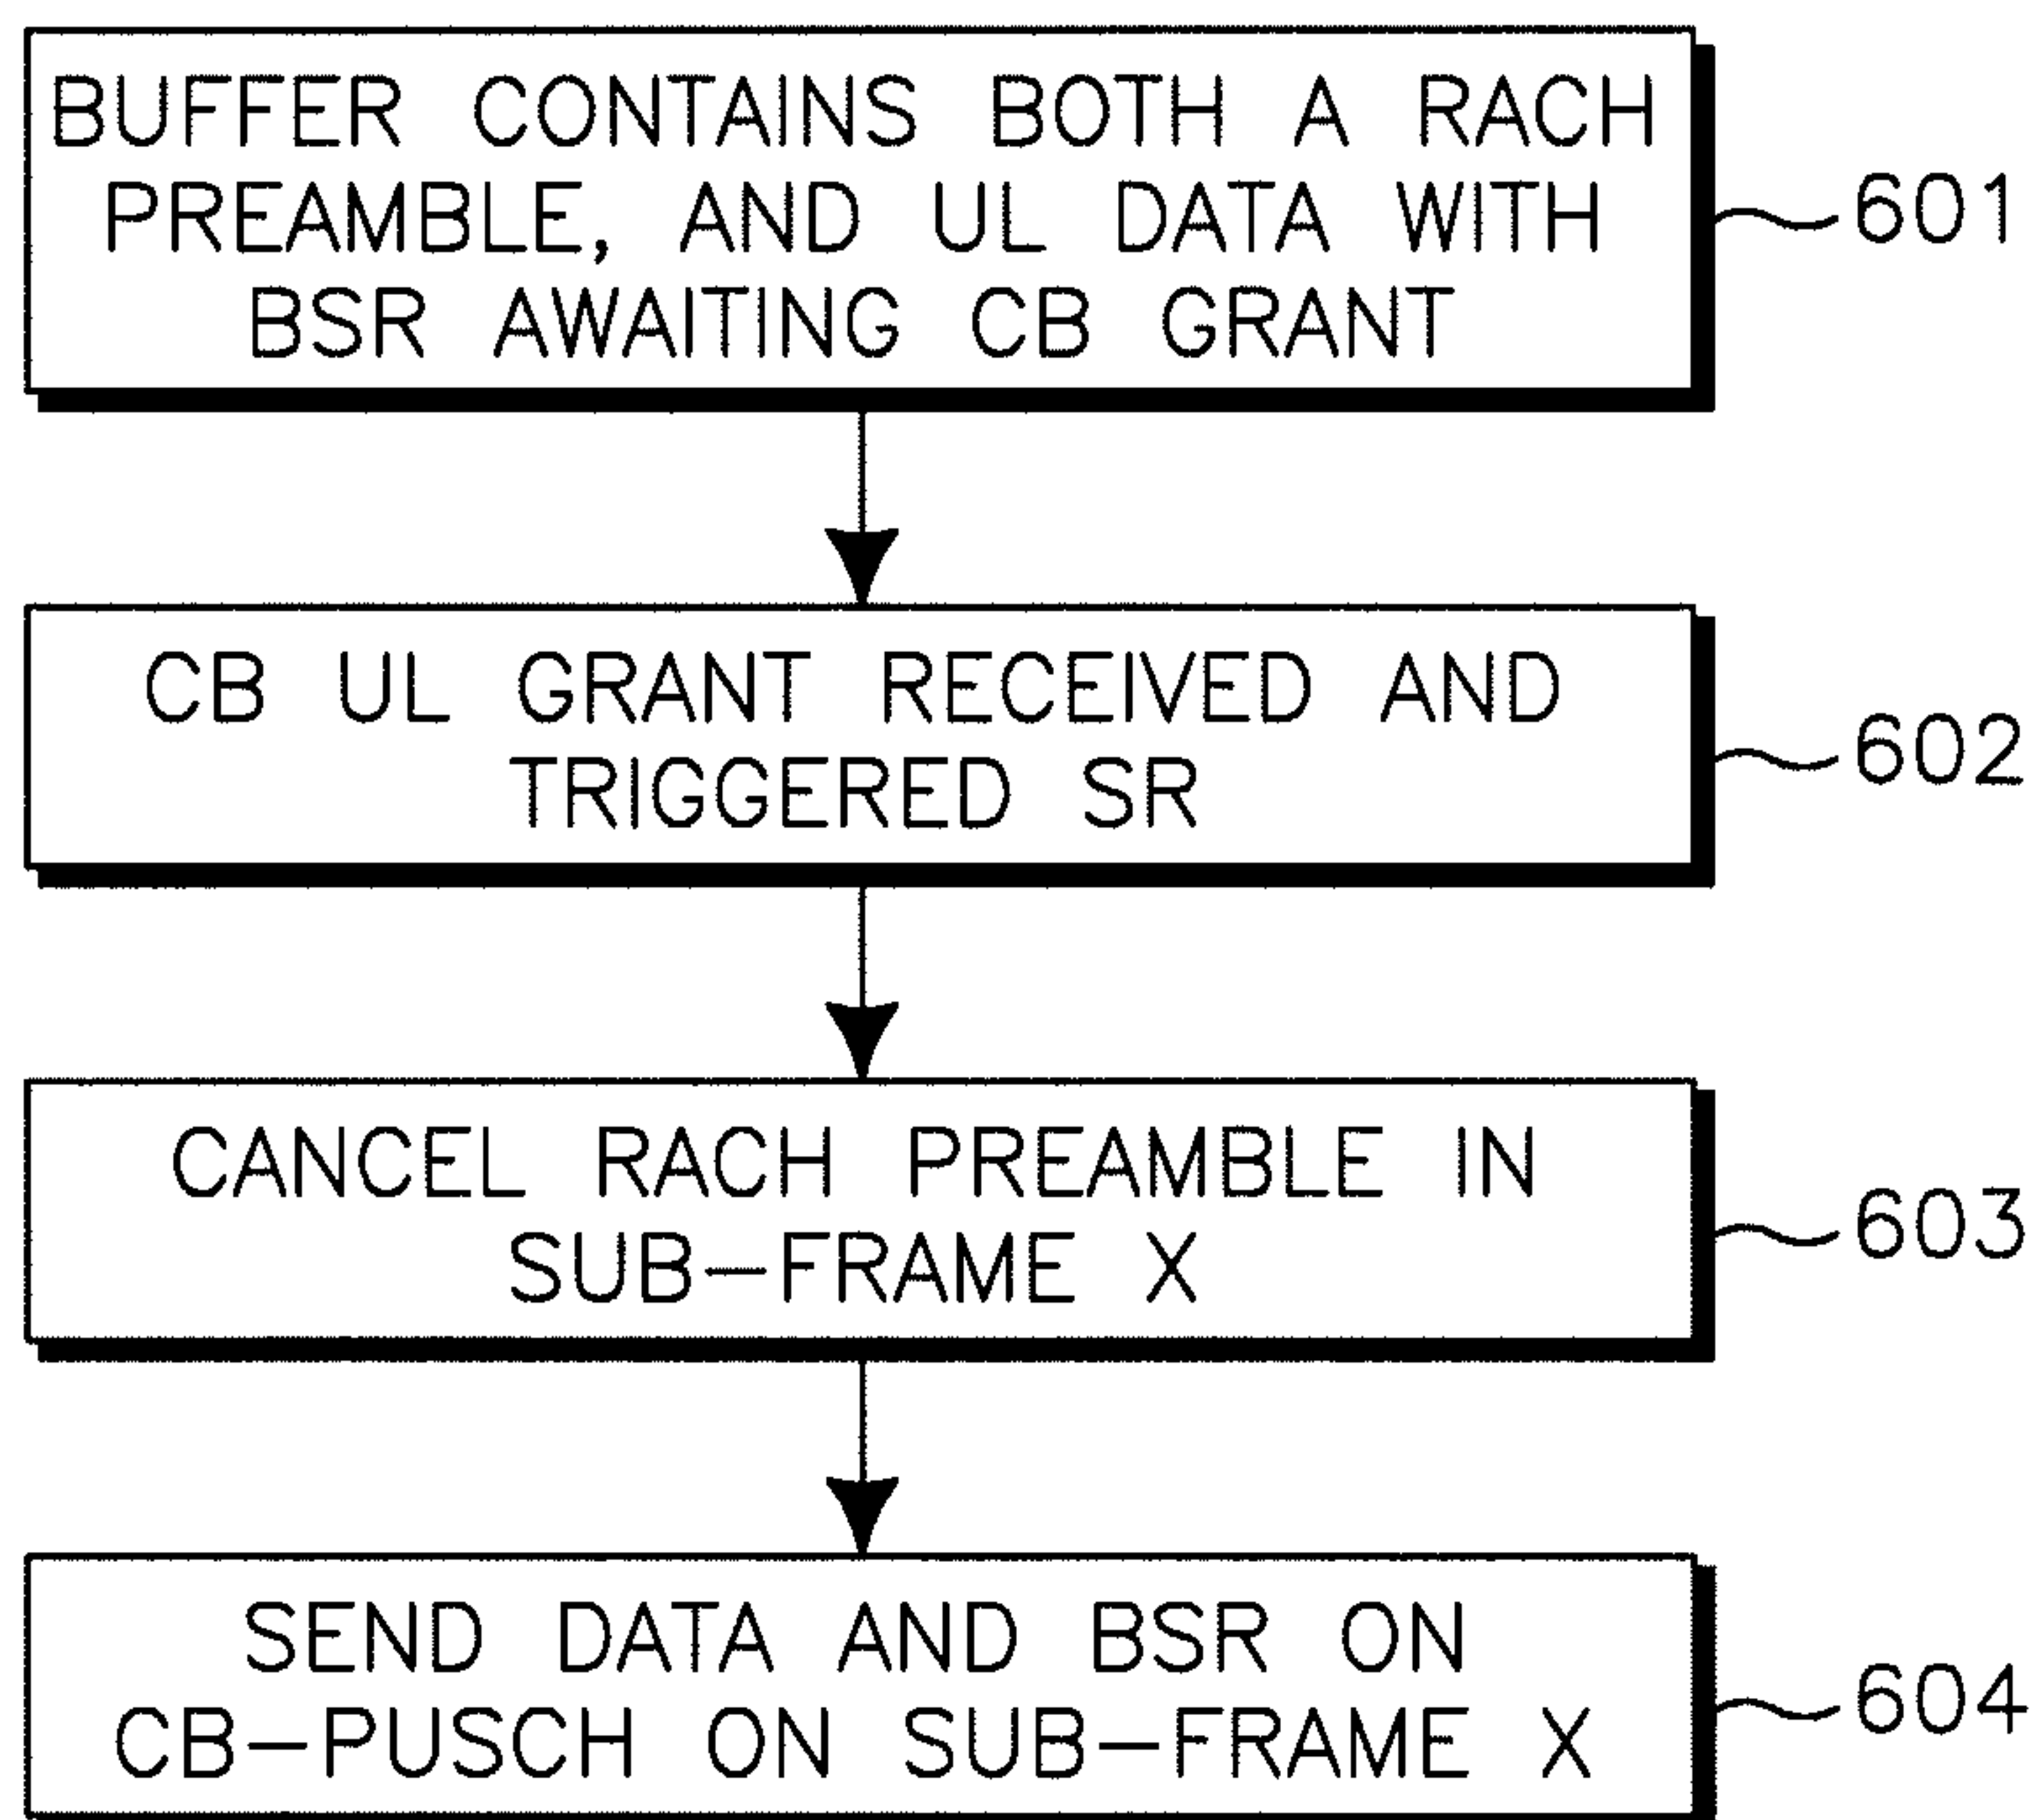 BUFFER CONTAINS BOTH A RACH
PREAMBLE, AND UL DATA WITH
BSR AWAITING CB GRANT
601
CB UL GRANT RECEIVED AND
TRIGGERED SR
602
CANCEL RACH PREAMBLE IN
SUB-FRAME X
603
SEND DATA AND BSR ON
CB-PUSCH ON SUB-FRAME X
604